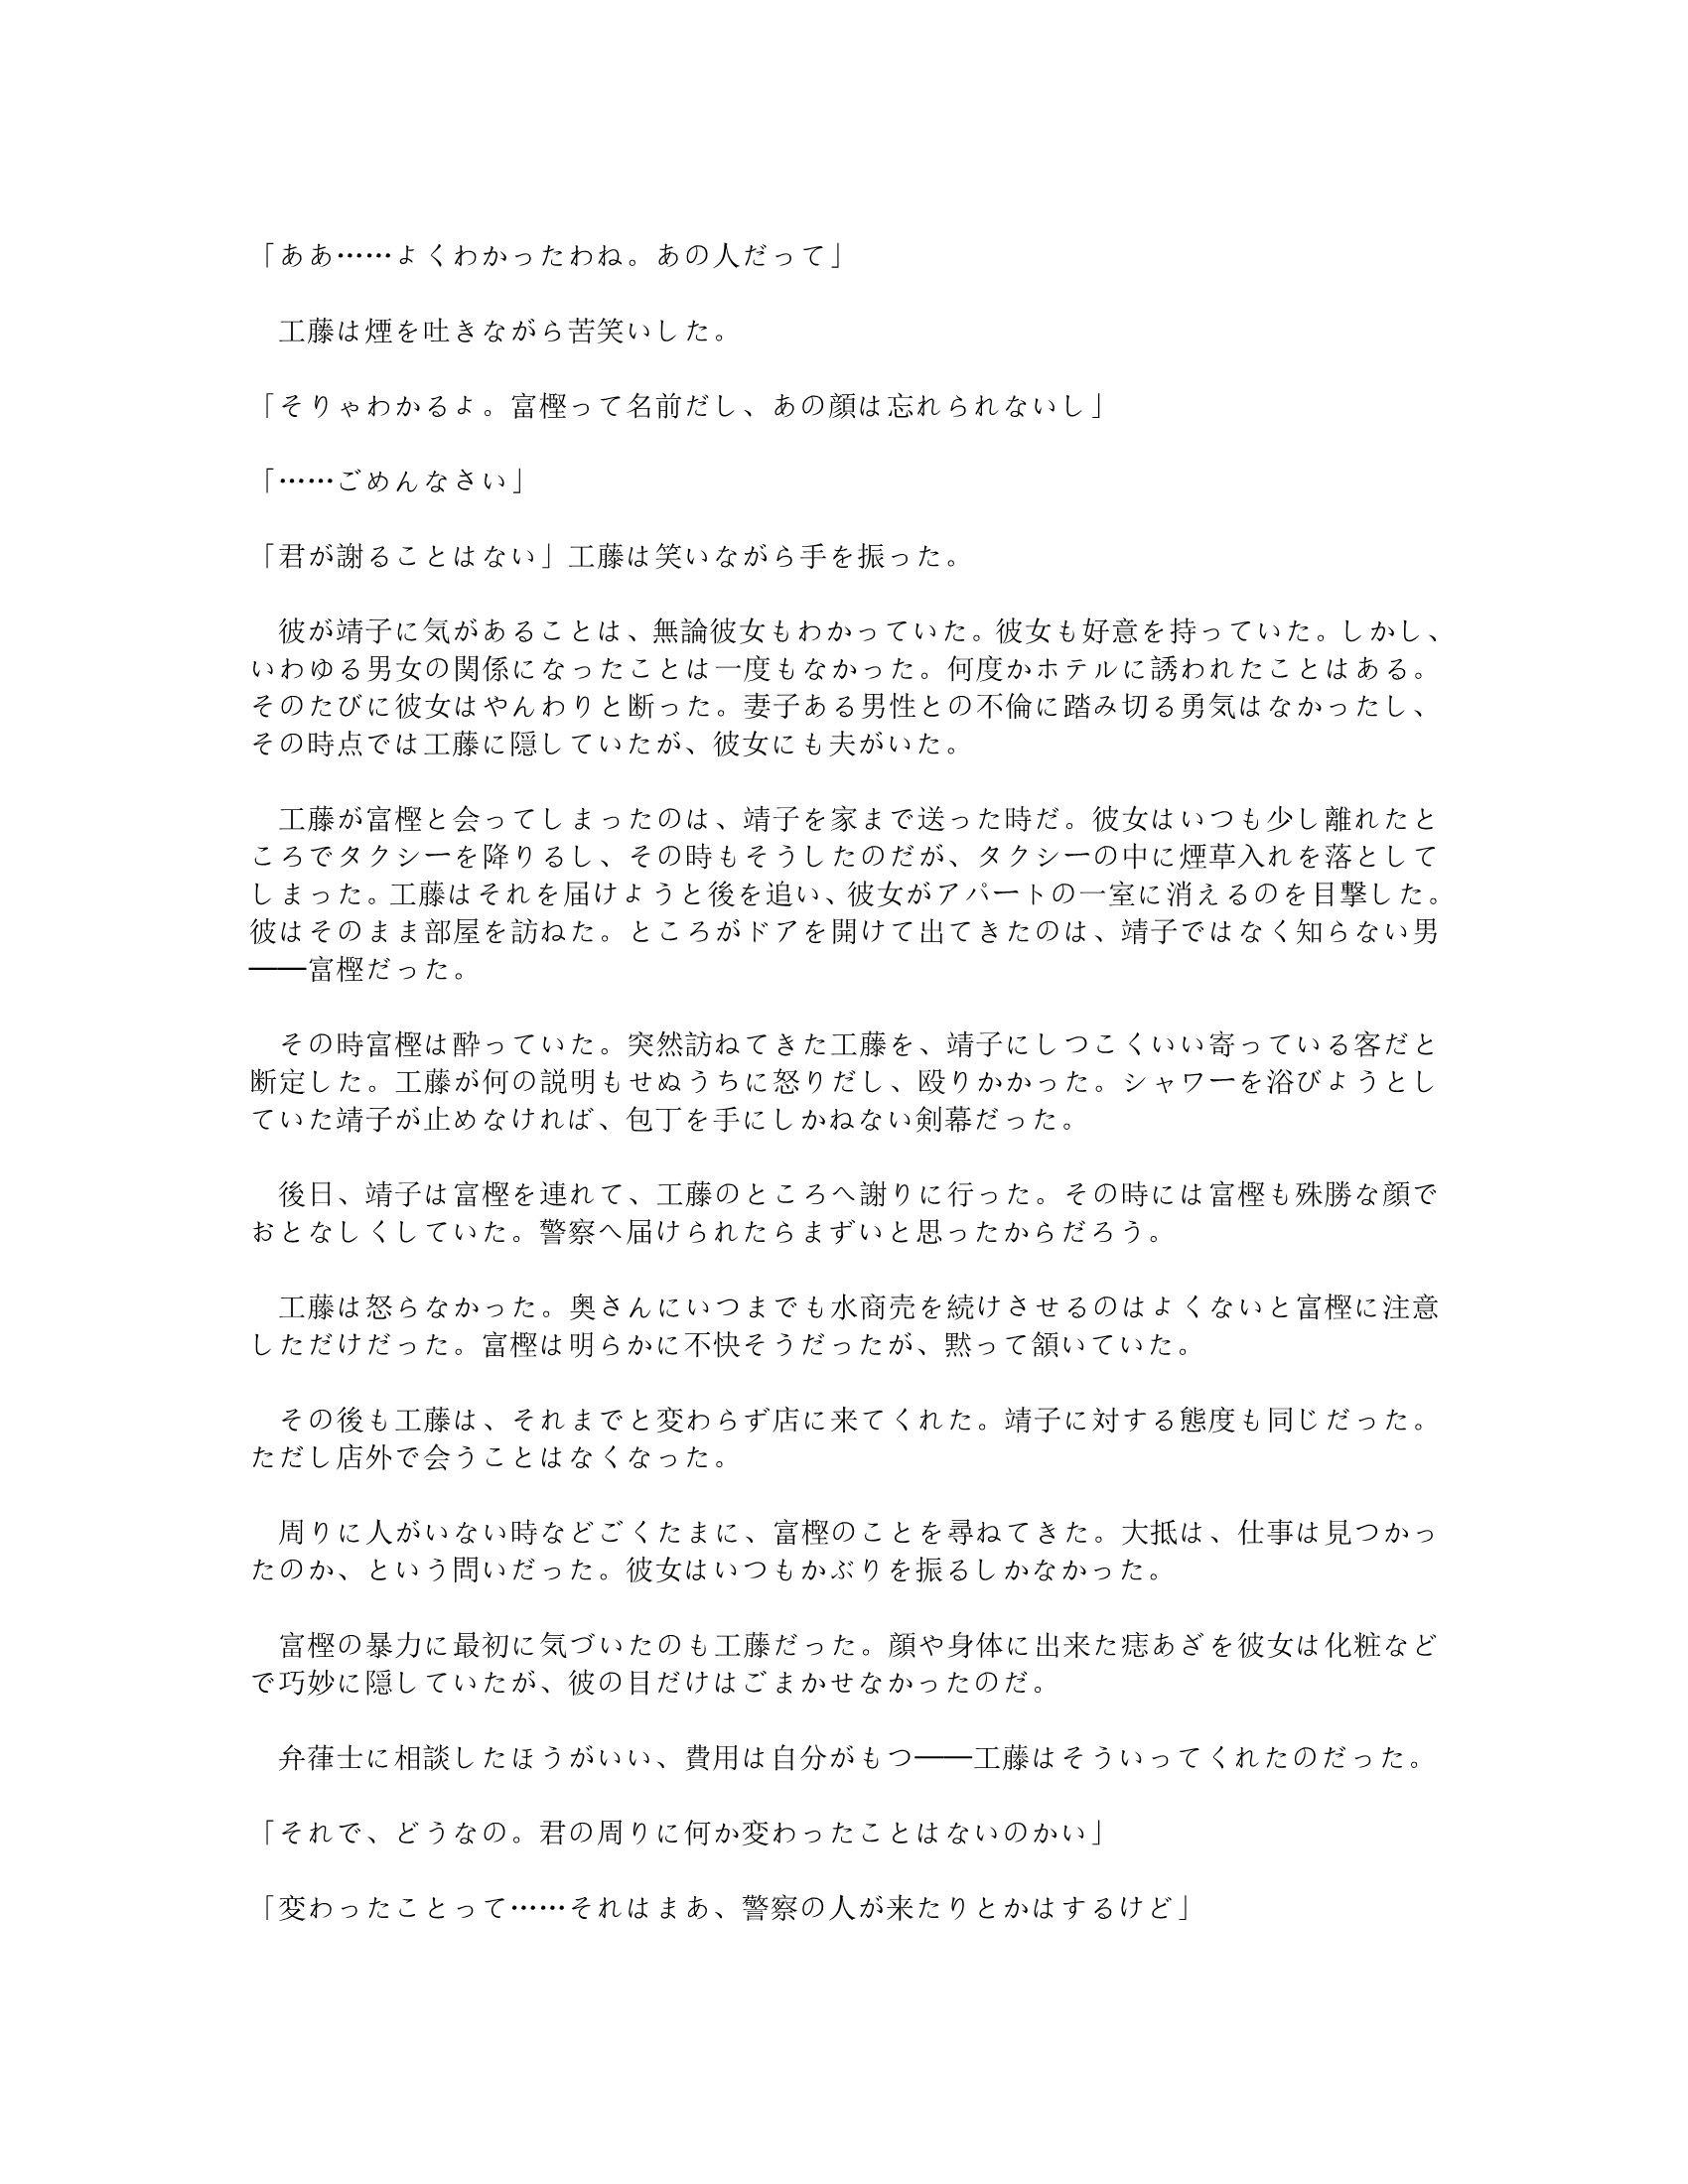 「ああ……よくわかったわね。あの人だって」
　工藤は煙を吐きながら苦笑いした。
「そりゃわかるよ。富樫って名前だし、あの顔は忘れられないし」
「……ごめんなさい」
「君が謝ることはない」工藤は笑いながら手を振った。
　彼が靖子に気があることは、無論彼女もわかっていた。彼女も好意を持っていた。しかし、
いわゆる男女の関係になったことは一度もなかった。何度かホテルに誘われたことはある。
そのたびに彼女はやんわりと断った。妻子ある男性との不倫に踏み切る勇気はなかったし、
その時点では工藤に隠していたが、彼女にも夫がいた。
　工藤が富樫と会ってしまったのは、靖子を家まで送った時だ。彼女はいつも少し離れたと
ころでタクシーを降りるし、その時もそうしたのだが、タクシーの中に煙草入れを落として
しまった。工藤はそれを届けようと後を追い、彼女がアパートの一室に消えるのを目撃した。
彼はそのまま部屋を訪ねた。ところがドアを開けて出てきたのは、靖子ではなく知らない男
――富樫だった。
　その時富樫は酔っていた。突然訪ねてきた工藤を、靖子にしつこくいい寄っている客だと
断定した。工藤が何の説明もせぬうちに怒りだし、殴りかかった。シャワーを浴びようとし
ていた靖子が止めなければ、包丁を手にしかねない剣幕だった。
　後日、靖子は富樫を連れて、工藤のところへ謝りに行った。その時には富樫も殊勝な顔で
おとなしくしていた。警察へ届けられたらまずいと思ったからだろう。
　工藤は怒らなかった。奥さんにいつまでも水商売を続けさせるのはよくないと富樫に注意
しただけだった。富樫は明らかに不快そうだったが、黙って頷いていた。
　その後も工藤は、それまでと変わらず店に来てくれた。靖子に対する態度も同じだった。
ただし店外で会うことはなくなった。
　周りに人がいない時などごくたまに、富樫のことを尋ねてきた。大抵は、仕事は見つかっ
たのか、という問いだった。彼女はいつもかぶりを振るしかなかった。
　富樫の暴力に最初に気づいたのも工藤だった。顔や身体に出来た痣あざを彼女は化粧など
で巧妙に隠していたが、彼の目だけはごまかせなかったのだ。
　弁葎士に相談したほうがいい、費用は自分がもつ――工藤はそういってくれたのだった。
「それで、どうなの。君の周りに何か変わったことはないのかい」
「変わったことって……それはまあ、警察の人が来たりとかはするけど」